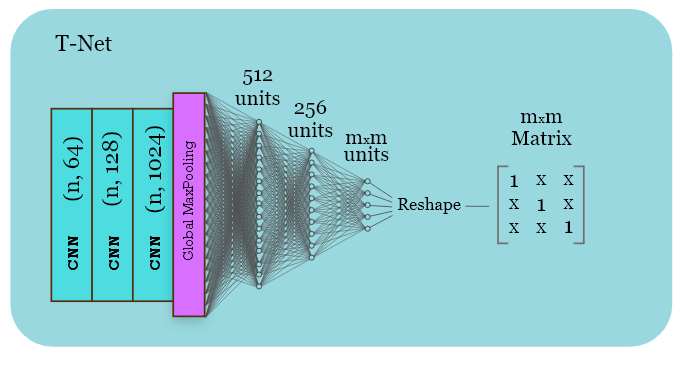 T-Net
CNN (n, 64)
CNN (n, 128)
CNN (n, 1024)
Global MaxPooling
512
units
256
units
mxm
units
Reshape
mxm
Matrix
1 x x
x 1 x
x x 1